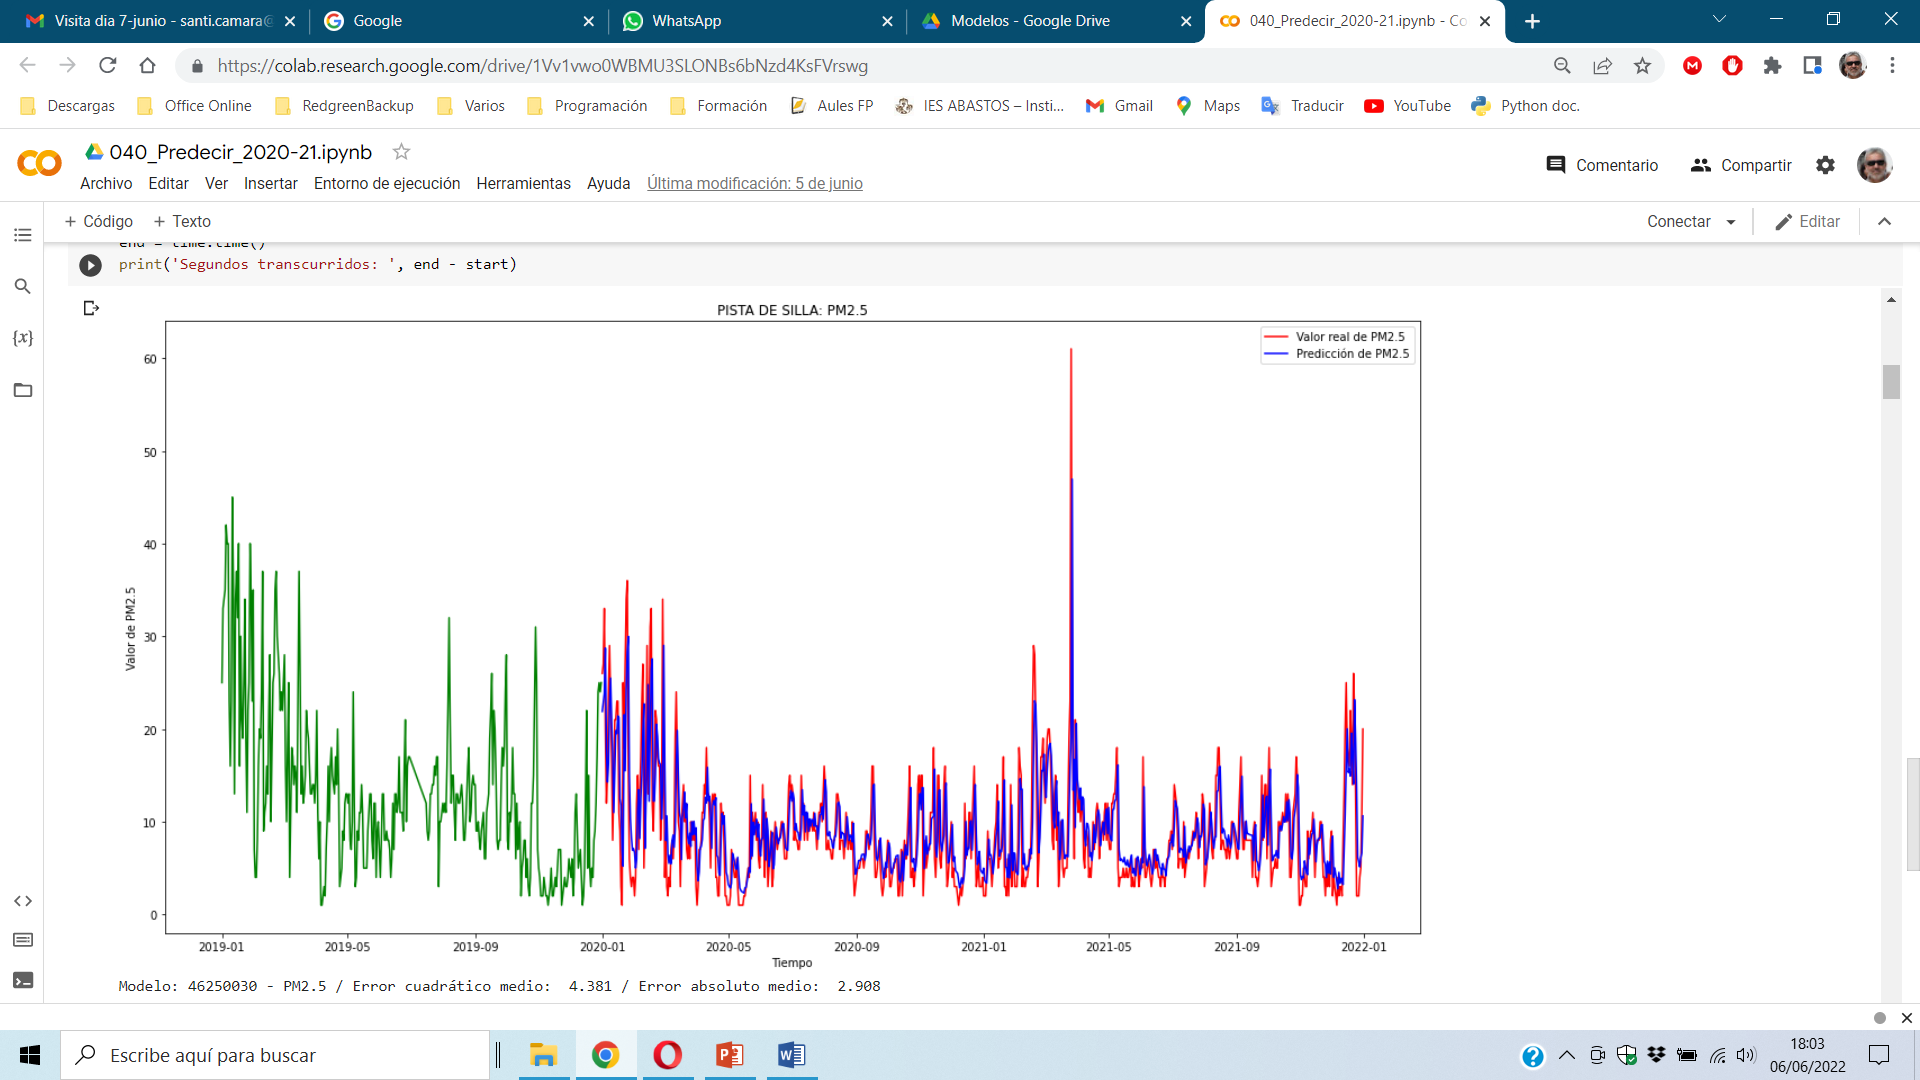 Visita dia 7-junio - santi.camara@
Google
WhatsApp
Modelos - Google Drive
040_Predecir_2020-21.ipynb - Co
https://colab.research.google.com/drive/1Vv1vwo0WBMU3SLONBs6bNzd4KsFVrswg
Descargas
Office Online
RedgreenBackup
Varios
Programación
Formación
Aules FP
IES ABASTOS – Insti...
Gmail
Maps
Traducir
YouTube
Python doc.
040_Predecir_2020-21.ipynb
Comentario
Compartir
Archivo Editar Ver Insertar Entorno de ejecución Herramientas Ayuda Última modificación: 5 de junio
+ Código + Texto
Conectar
Editar
end = time.time()
print('Segundos transcurridos: ', end - start)
{x}
PISTA DE SILLA: PM2.5
Valor real de PM2.5
Predicción de PM2.5
60
50
40
30
20
10
0
Valor de PM2.5
2019-01 2019-05 2019-09 2020-01 2020-05 2020-09 2021-01 2021-05 2021-09 2022-01
Tiempo
Modelo: 46250030 - PM2.5 / Error cuadrático medio:  4.381 / Error absoluto medio:  2.908
Escribe aquí para buscar
18:03
06/06/2022